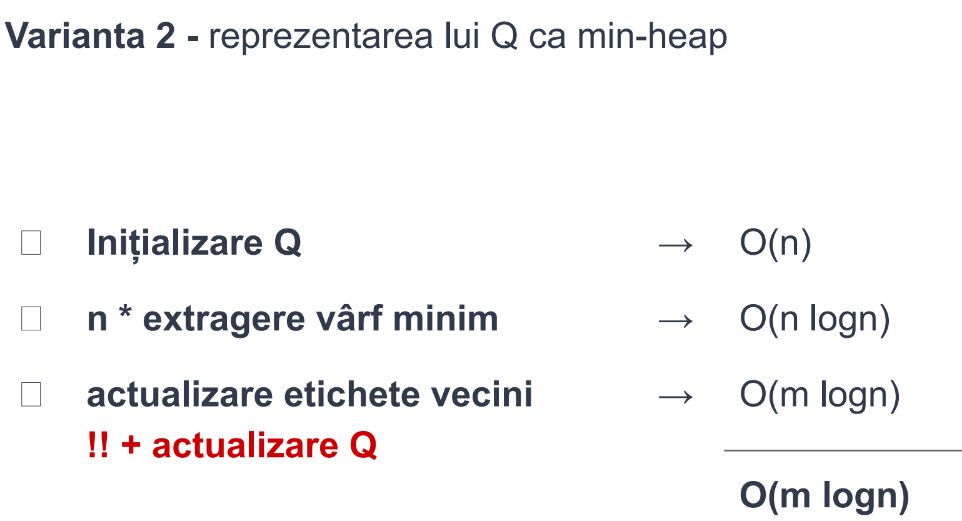 Varianta 2 - reprezentarea lui Q ca min-heap
Inițializare Q → O(n)
n * extragere vârf minim → O(n logn)
actualizare etichete vecini → O(m logn)
!! + actualizare Q
O(m logn)